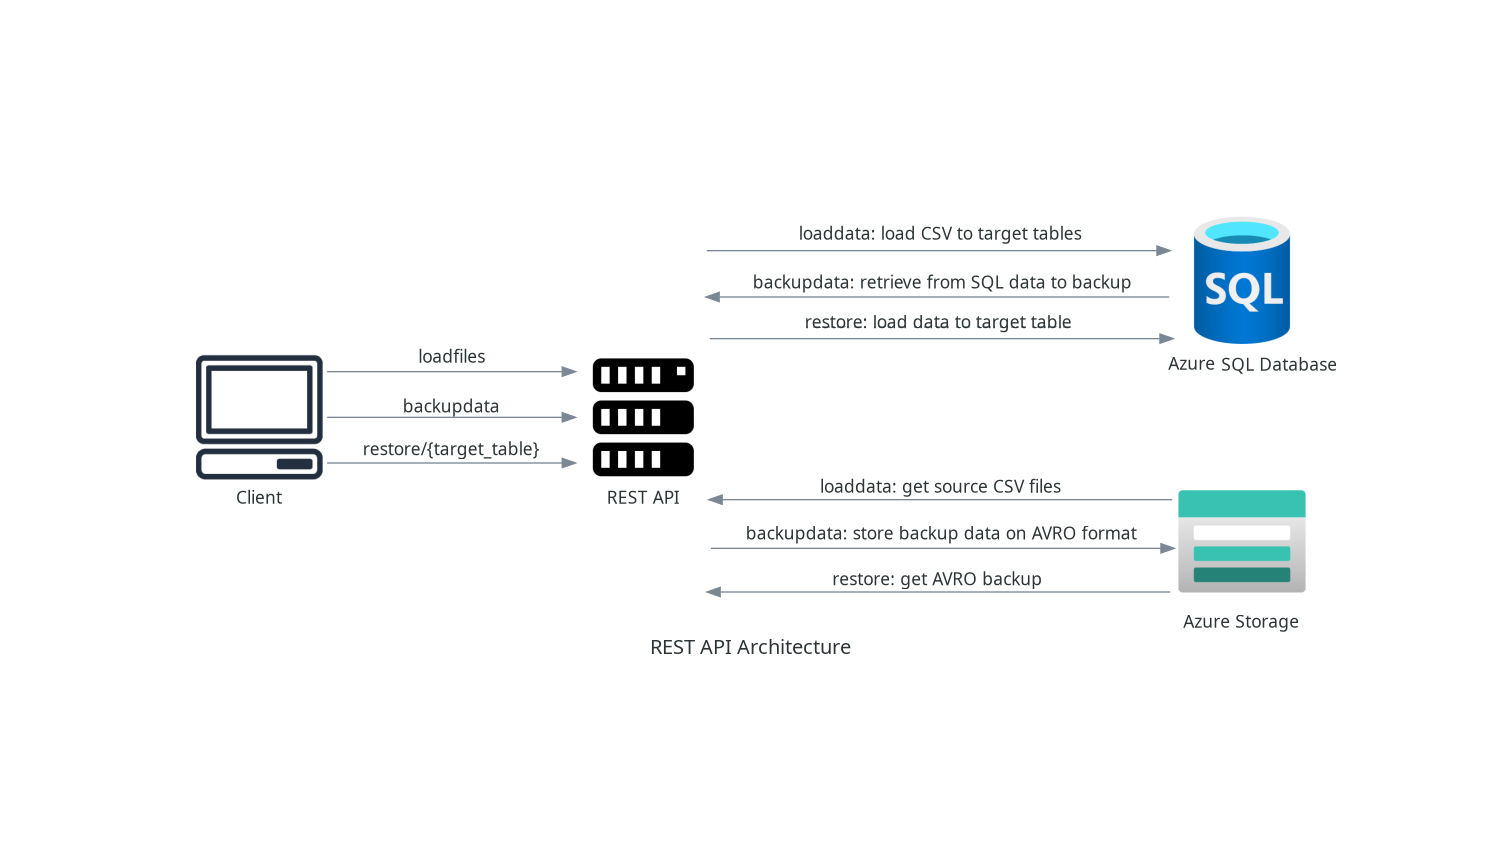 loaddata: load CSV to target tables
backupdata: retrieve from SQL data to backup
restore: load data to target table
SQL
Azure SQL Database
loadfiles
backupdata
restore/{target_table}
Client
REST API
loaddata: get source CSV files
backupdata: store backup data on AVRO format
restore: get AVRO backup
Azure Storage
REST API Architecture